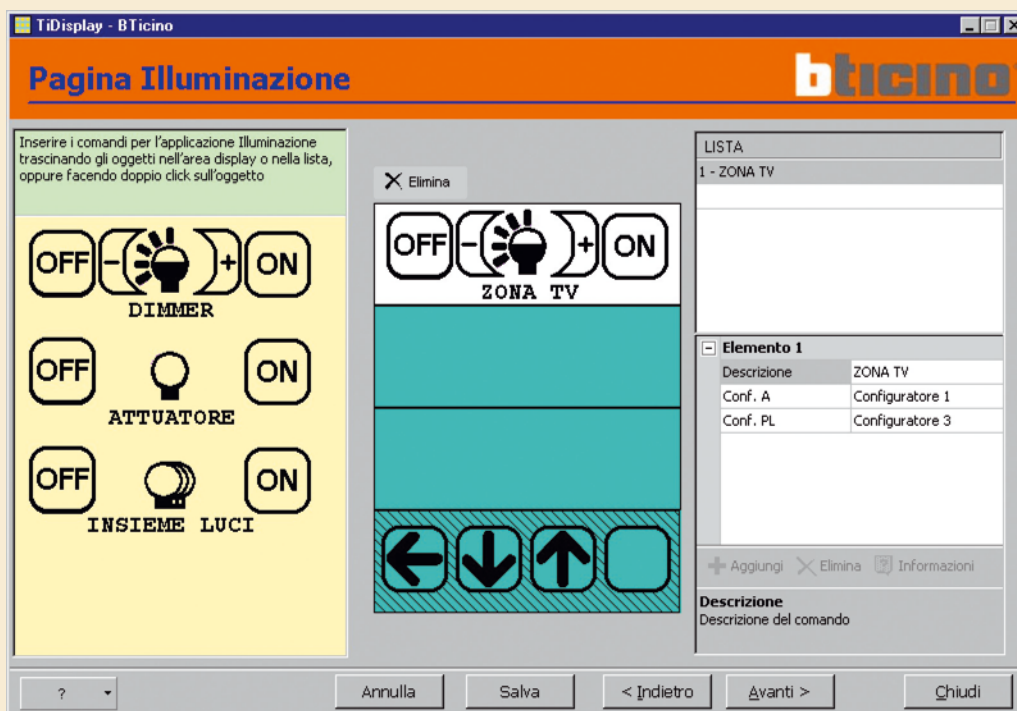 TiDisplay - BTicino
Pagina Illuminazione
bticino
Inserire i comandi per l'applicazione Illuminazione
trascinando gli oggetti nell'area display o nella lista,
oppure facendo doppio click sull'oggetto
OFF - + ON
DIMMER
OFF ON
ATTUATORE
OFF ON
INSIEME LUCI
Elimina
OFF - + ON
ZONA TV
LISTA
1 - ZONA TV
Elemento 1
Descrizione ZONA TV
Conf. A Configuratore 1
Conf. PL Configuratore 3
Aggiungi Elimina Informazioni
Descrizione
Descrizione del comando
? Annulla Salva < Indietro Avanti > Chiudi